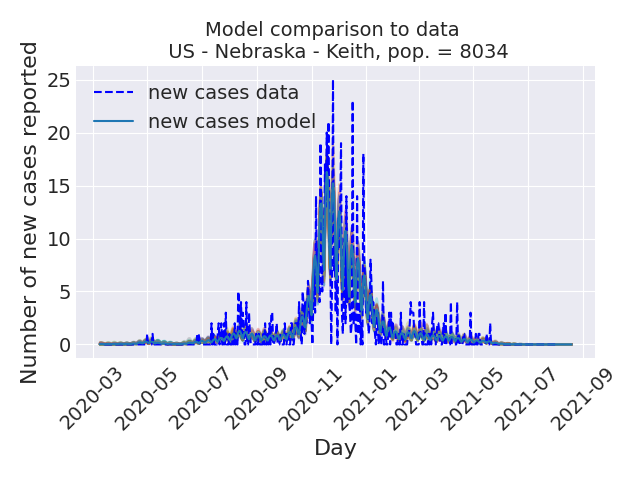 Model comparison to data
US - Nebraska - Keith, pop. = 8034
new cases data
new cases model
Number of new cases reported
25
20
15
10
5
0
2020-03
2020-05
2020-07
2020-09
2020-11
2021-01
2021-03
2021-05
2021-07
2021-09
Day